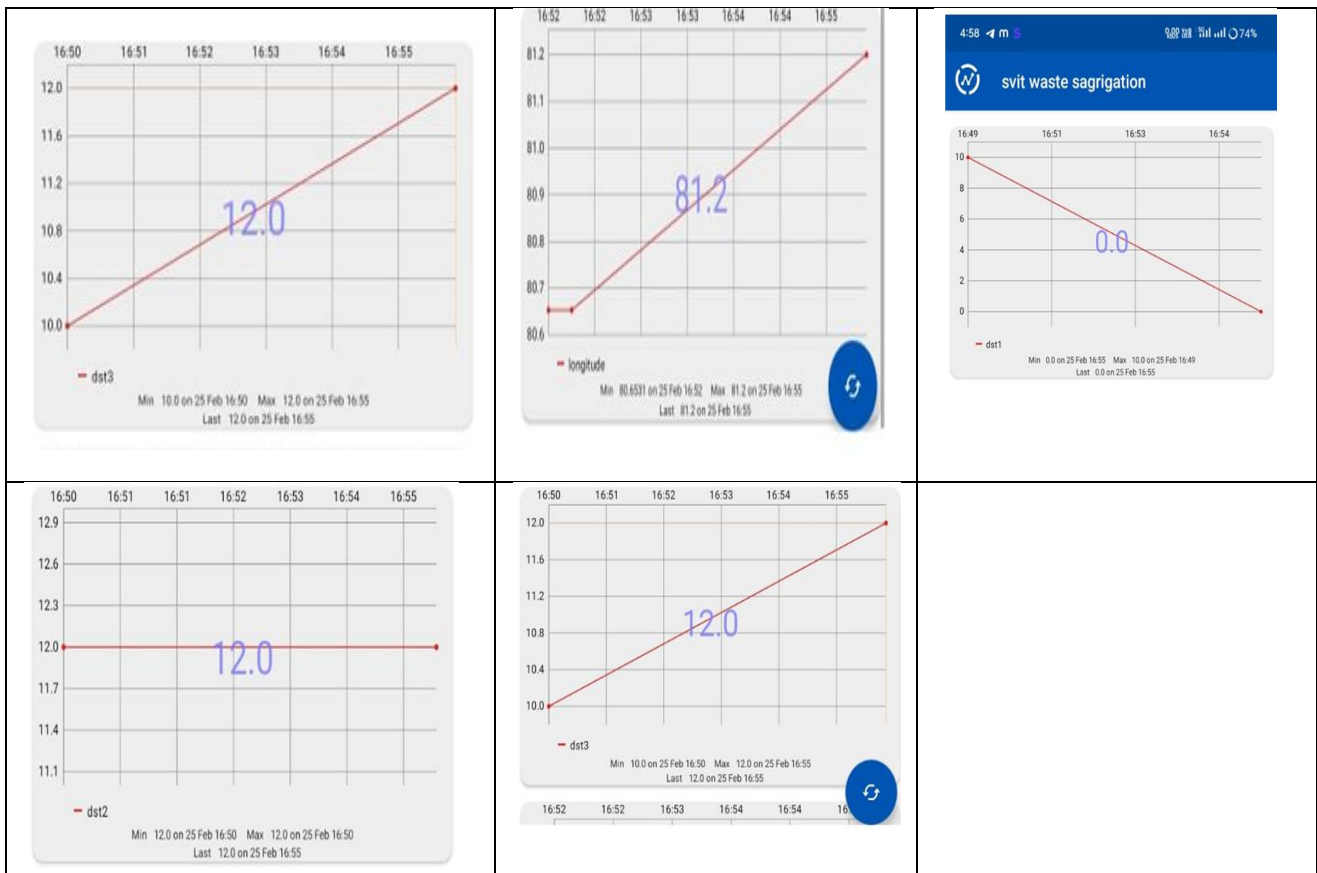 16:50 16:51 16:52 16:53 16:54 16:55
12.0
11.6
11.2
10.8
10.4
10.0
12.0
dst3
Min 10.0 on 25 Feb 16:50 Max 12.0 on 25 Feb 16:55
Last 12.0 on 25 Feb 16:55
16:52 16:52 16:53 16:53 16:54 16:54 16:55
81.2
81.1
81.0
80.9
80.8
80.7
80.6
81.2
longitude
Min 80.6531 on 25 Feb 16:52 Max 81.2 on 25 Feb 16:55
Last 81.2 on 25 Feb 16:55
4:58 m S 74%
svit waste sagrigation
16:49 16:51 16:53 16:54
10
8
6
4
2
0
0.0
dst1
Min 0.0 on 25 Feb 16:55 Max 10.0 on 25 Feb 16:49
Last 0.0 on 25 Feb 16:55
16:50 16:51 16:51 16:52 16:53 16:54 16:55
12.9
12.6
12.3
12.0
11.7
11.4
11.1
12.0
dst2
Min 12.0 on 25 Feb 16:50 Max 12.0 on 25 Feb 16:50
Last 12.0 on 25 Feb 16:55
16:50 16:51 16:52 16:53 16:54 16:55
12.0
11.6
11.2
10.8
10.4
10.0
12.0
dst3
Min 10.0 on 25 Feb 16:50 Max 12.0 on 25 Feb 16:55
Last 12.0 on 25 Feb 16:55
16:52 16:52 16:53 16:54 16:54 16: